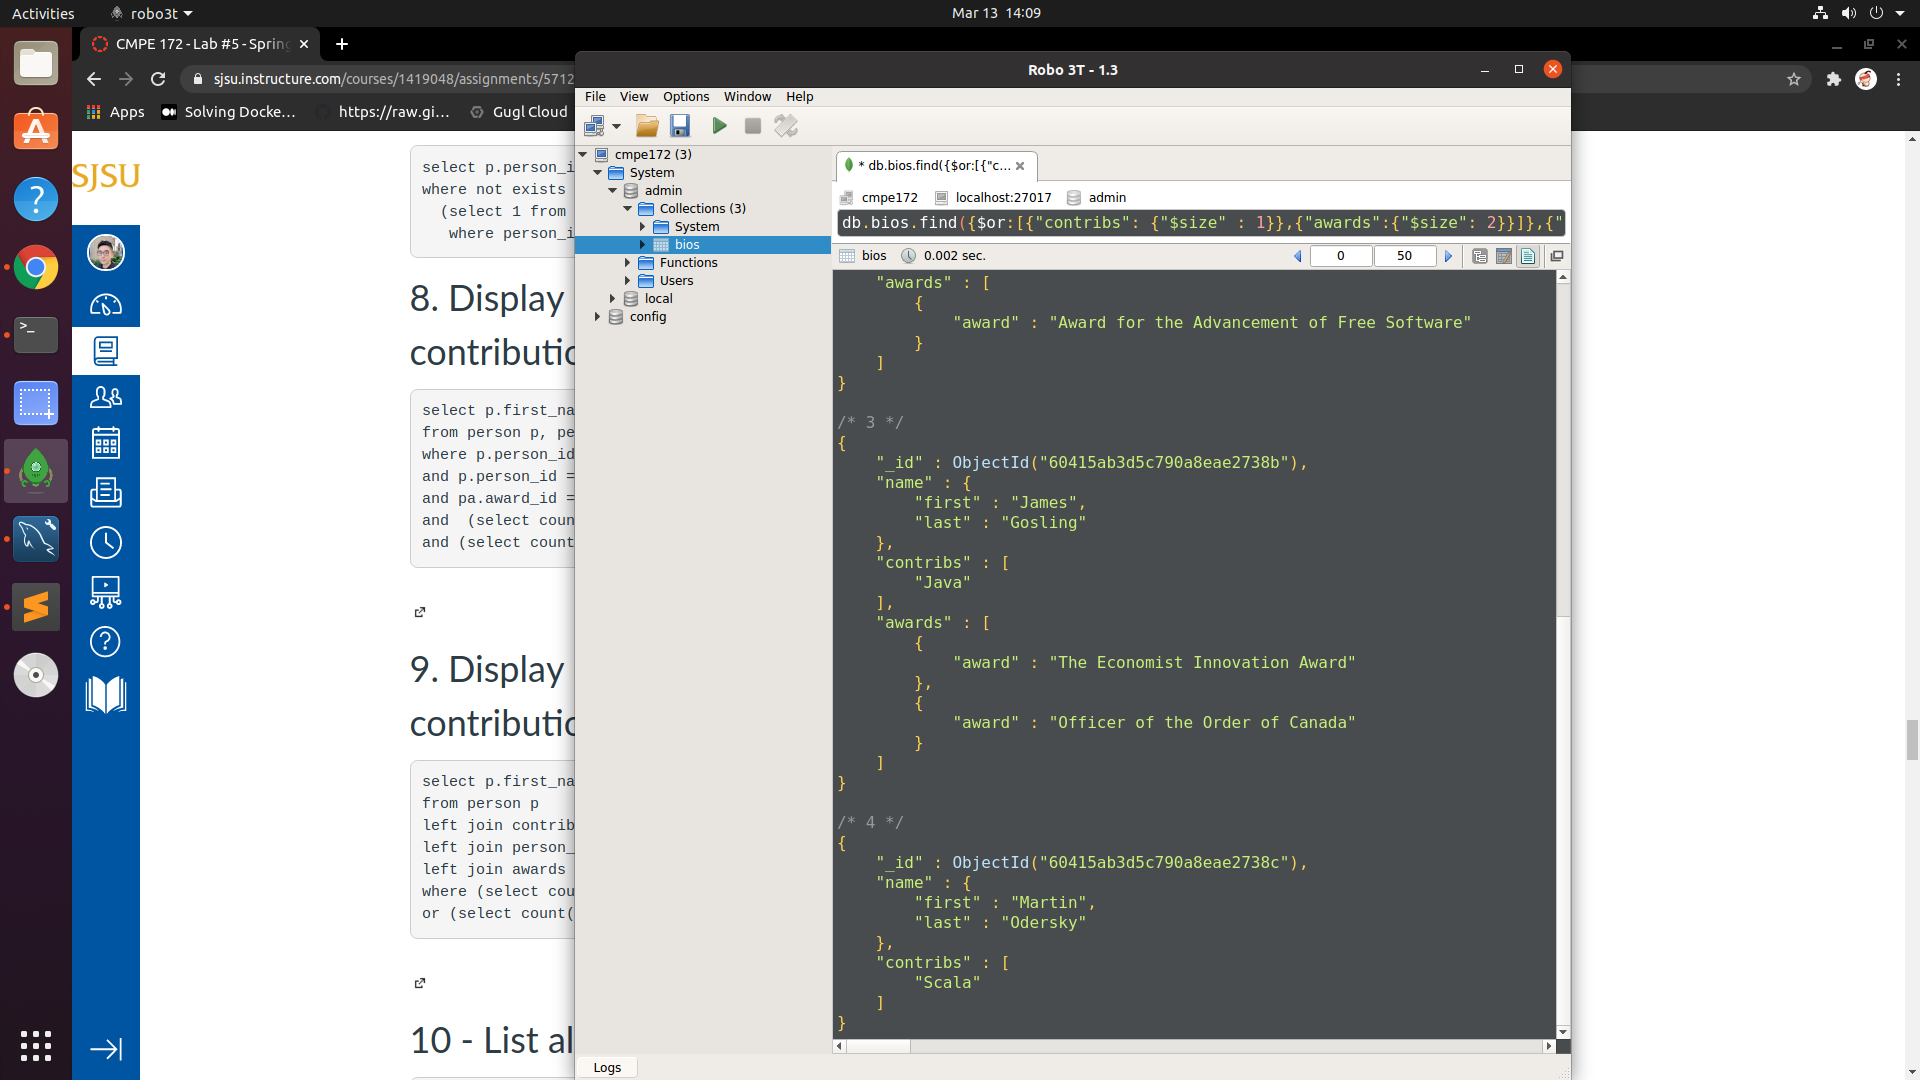 Activities
robo3t
Mar 13 14:09
CMPE 172 - Lab #5 - Spring
sjsu.instructure.com/courses/1419048/assignments/5712
Apps
Solving Docke...
https://raw.gi...
Gugl Cloud
SJSU
select p.person_i
where not exists
(select 1 from
where person_i
8. Display
contributio
select p.first_na
from person p, pe
where p.person_id
and p.person_id =
and pa.award_id =
and (select coun
and (select count
9. Display
contributio
select p.first_na
from person p
left join contrib
left join person_
left join awards
where (select cou
or (select count(
10 - List al
Robo 3T - 1.3
File View Options Window Help
cmpe172 (3)
System
admin
Collections (3)
System
bios
Functions
Users
local
config
* db.bios.find({$or:[{"c...
cmpe172 localhost:27017 admin
db.bios.find({$or:[{"contribs": {"$size" : 1}},{"awards":{"$size": 2}}]},{"
bios 0.002 sec. 0 50
"awards" : [
{
"award" : "Award for the Advancement of Free Software"
}
]
}
/* 3 */
{
"_id" : ObjectId("60415ab3d5c790a8eae2738b"),
"name" : {
"first" : "James",
"last" : "Gosling"
},
"contribs" : [
"Java"
],
"awards" : [
{
"award" : "The Economist Innovation Award"
},
{
"award" : "Officer of the Order of Canada"
}
]
}
/* 4 */
{
"_id" : ObjectId("60415ab3d5c790a8eae2738c"),
"name" : {
"first" : "Martin",
"last" : "Odersky"
},
"contribs" : [
"Scala"
]
}
Logs